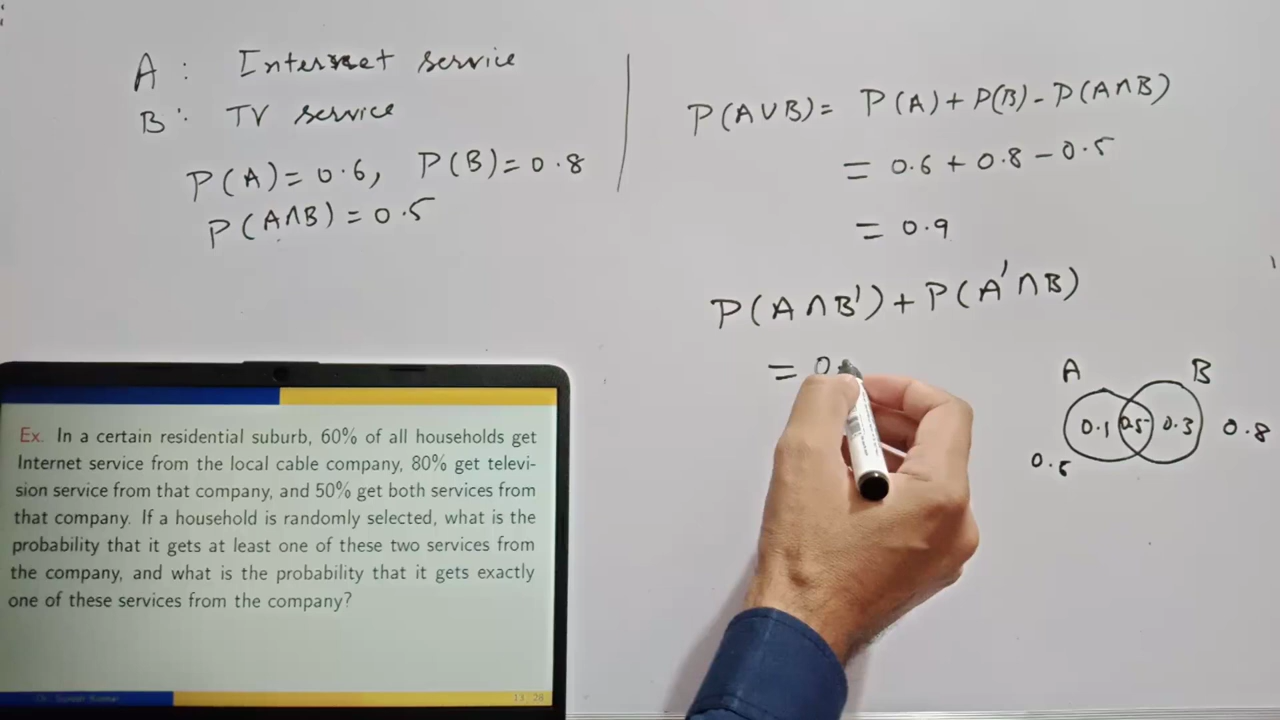 A : Internet service
B : TV service
P(A) = 0.6, P(B) = 0.8
P(A∩B) = 0.5
P(A∪B) = P(A) + P(B) - P(A∩B)
= 0.6 + 0.8 - 0.5
= 0.9
P(A∩B') + P(A'∩B)
= 0.
A B
0.1 0.5 0.3 0.8
Ex. In a certain residential suburb, 60% of all households get
Internet service from the local cable company, 80% get televi-
sion service from that company, and 50% get both services from
that company. If a household is randomly selected, what is the
probability that it gets at least one of these two services from
the company, and what is the probability that it gets exactly
one of these services from the company?
13 28